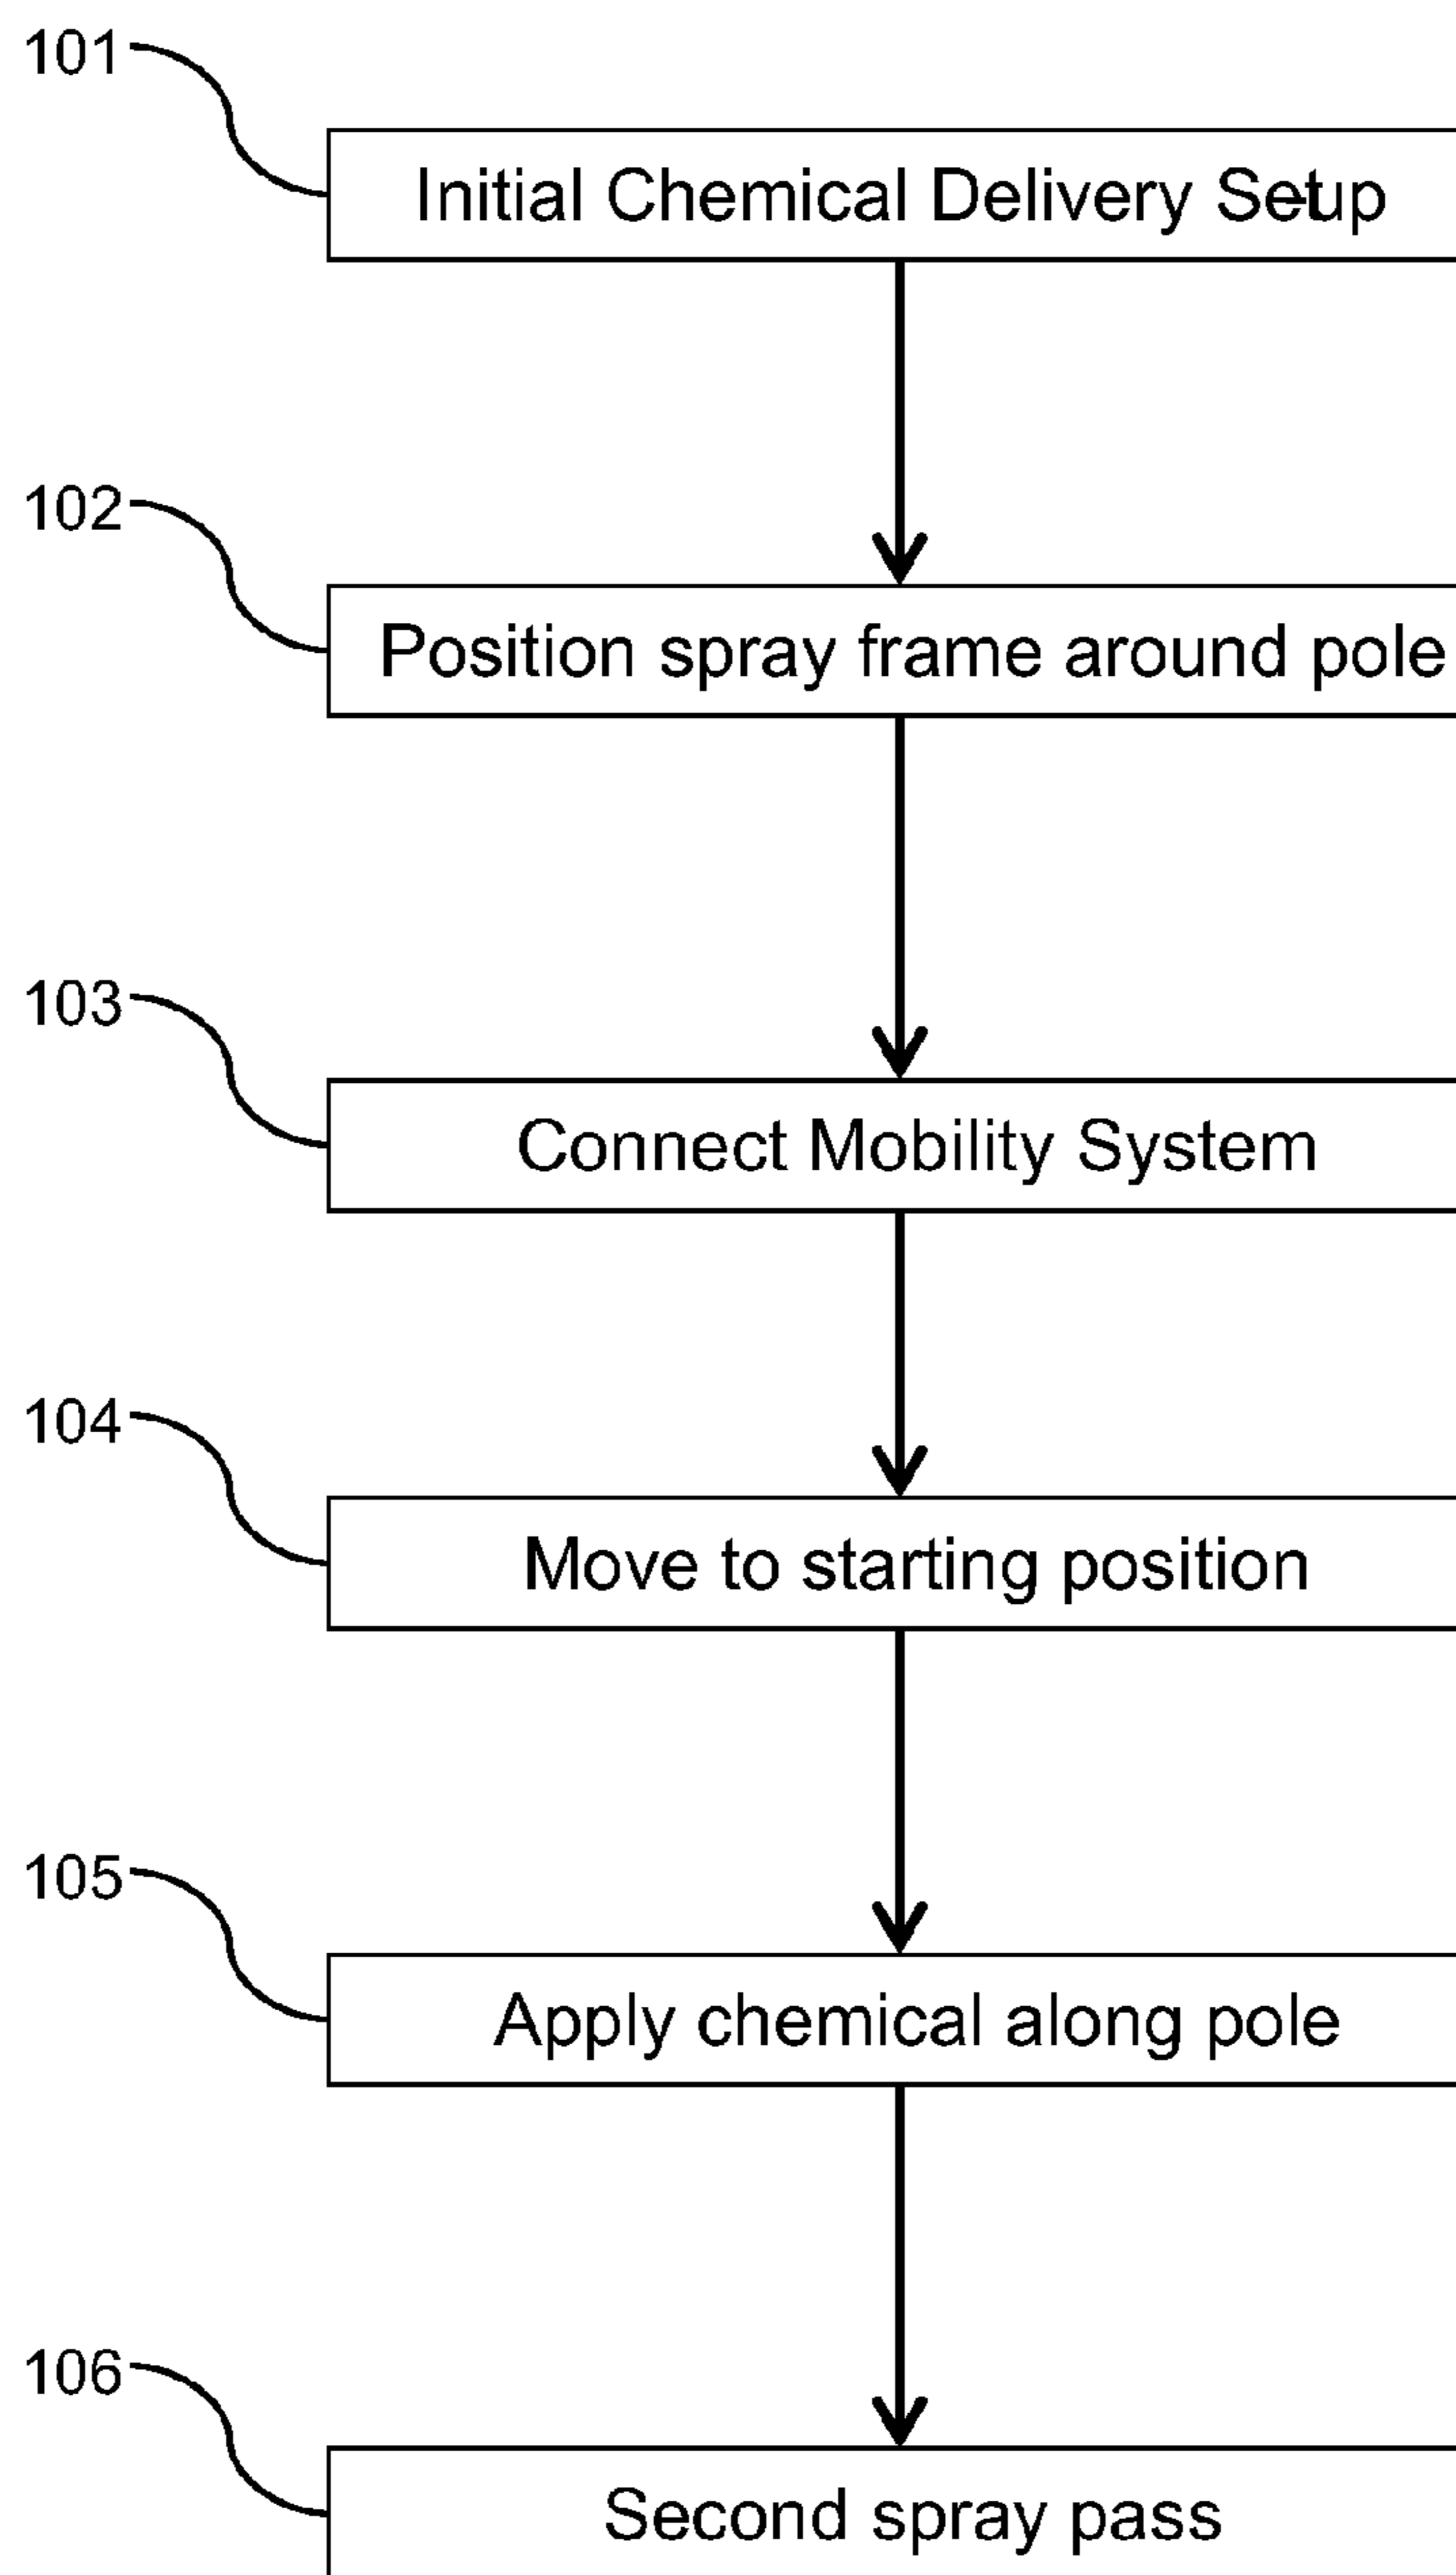 101
Initial Chemical Delivery Setup
102
Position spray frame around pole
103
Connect Mobility System
104
Move to starting position
105
Apply chemical along pole
106
Second spray pass